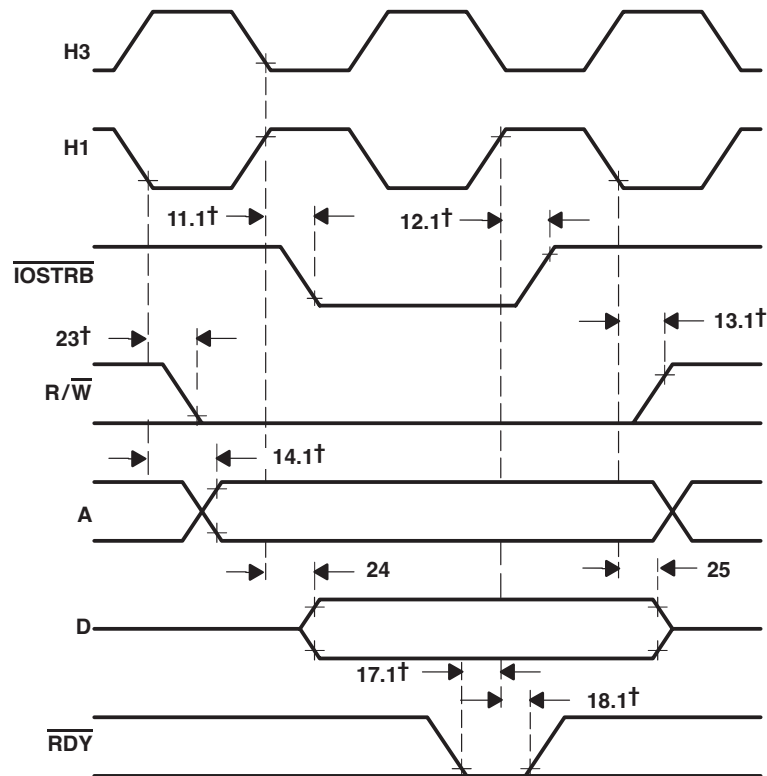 H3
H1
11.1† 12.1†
IOSTRB
23† 13.1†
R/W
14.1†
A
24 25
D
17.1†
18.1†
RDY